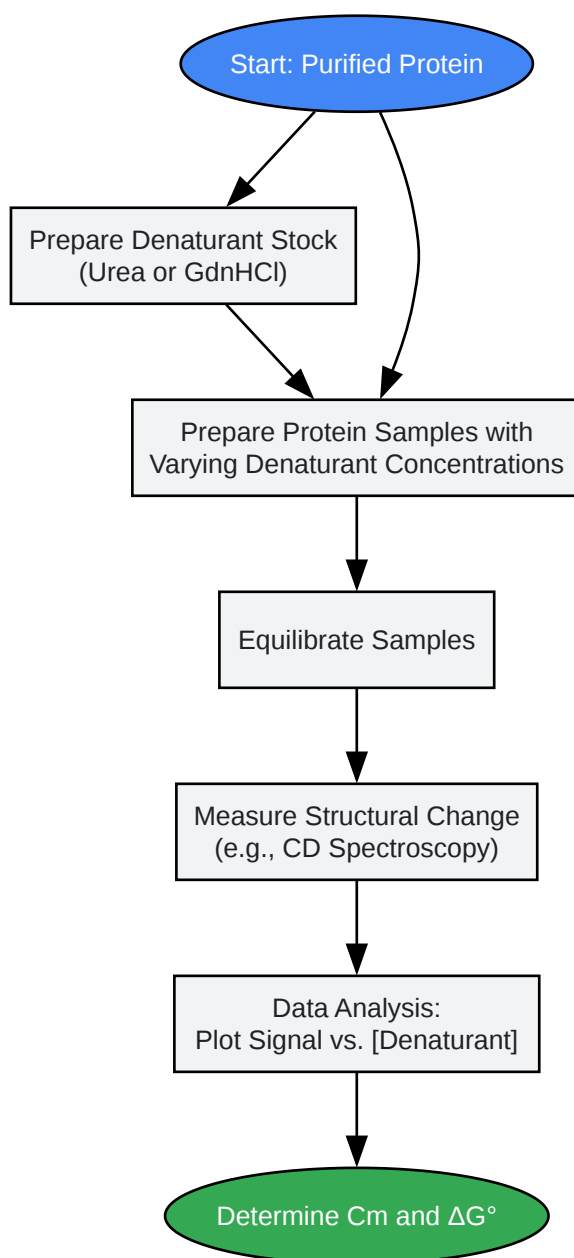 Start: Purified Protein
Prepare Denaturant Stock
(Urea or GdnHCl)
Prepare Protein Samples with
Varying Denaturant Concentrations
Equilibrate Samples
Measure Structural Change
(e.g., CD Spectroscopy)
Data Analysis:
Plot Signal vs. [Denaturant]
Determine Cm and ΔG°